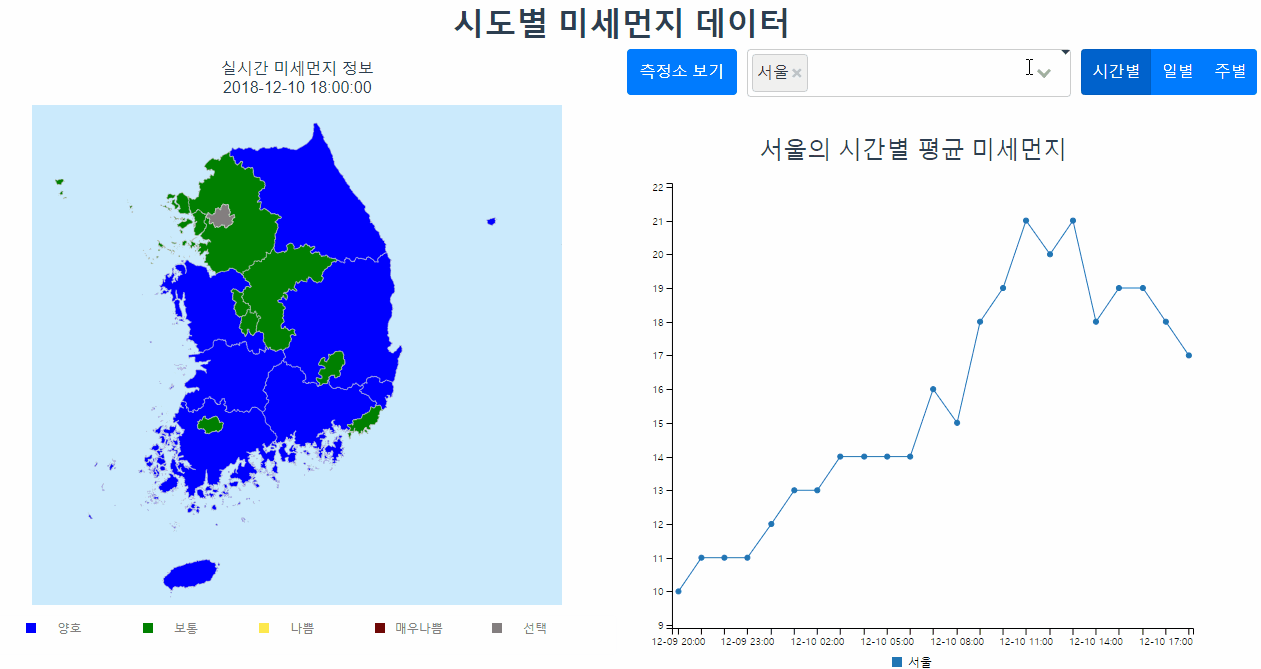 시도별 미세먼지 데이터
실시간 미세먼지 정보
2018-12-10 18:00:00
양호 보통 나쁨 매우나쁨 선택
측정소 보기 서울 × 시간별 일별 주별
서울의 시간별 평균 미세먼지
22
21
20
19
18
17
16
15
14
13
12
11
10
9
12-09 20:00 12-09 23:00 12-10 02:00 12-10 05:00 12-10 08:00 12-10 11:00 12-10 14:00 12-10 17:00
서울